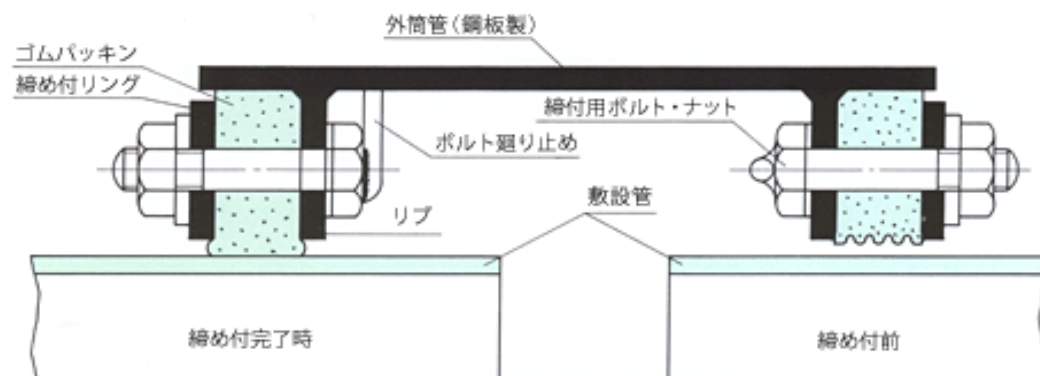 外筒管（鋼板製）
ゴムパッキン
締め付リング
締付用ボルト・ナット
ボルト廻り止め
敷設管
リブ
締め付完了時
締め付前